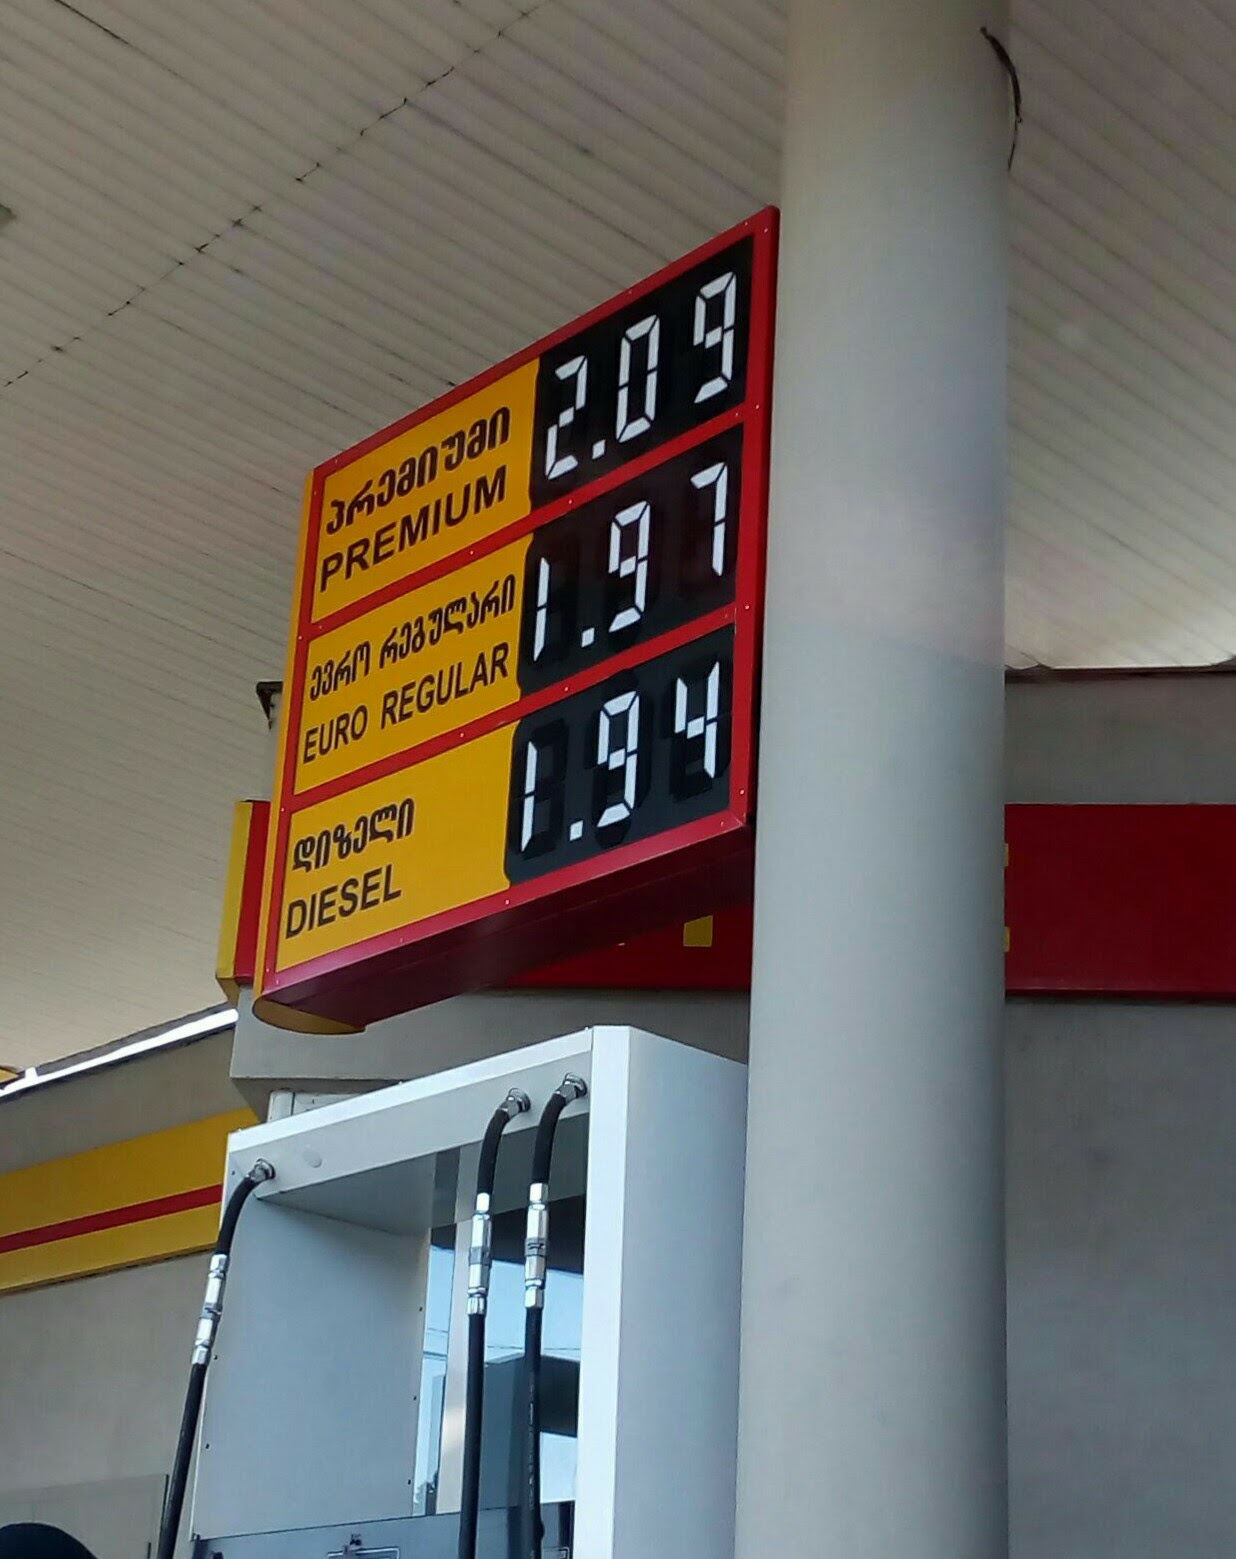 პრემიუმი 2.09
PREMIUM
ევრო რეგულარი 1.97
EURO REGULAR
დიზელი 1.94
DIESEL